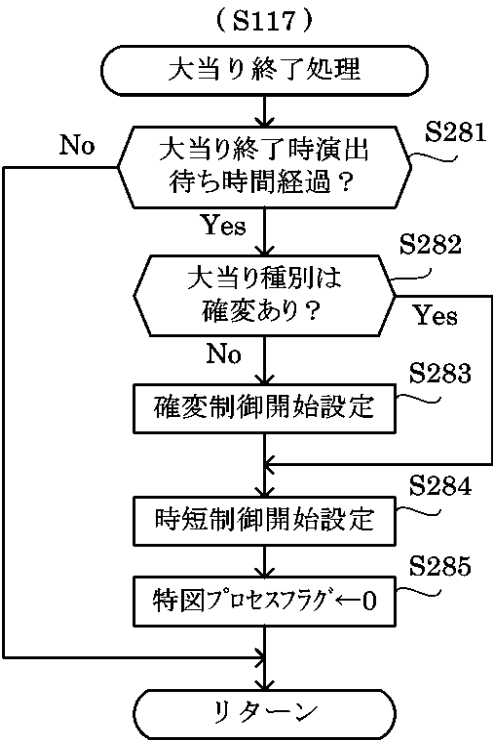 (S117)
大当り終了処理
S281
No
大当り終了時演出
待ち時間経過？
Yes
S282
大当り種別は
確変あり？
Yes
No
S283
確変制御開始設定
S284
時短制御開始設定
S285
特図プロセスフラグ←0
リターン